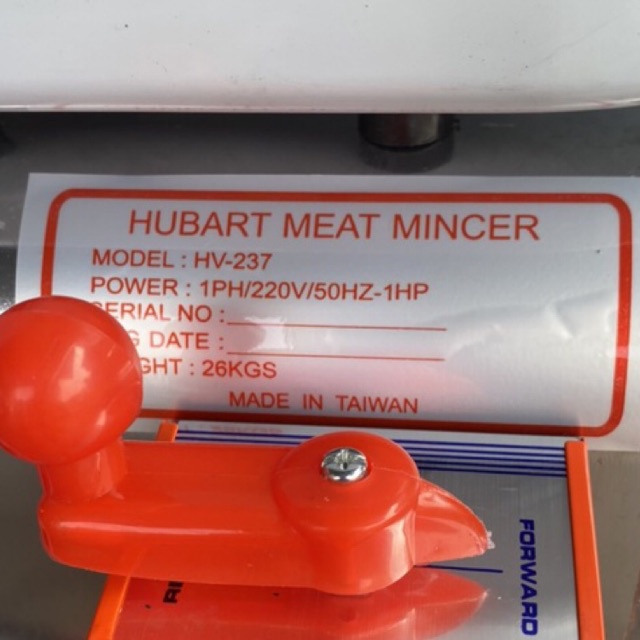 HUBART MEAT MINCER
MODEL : HV-237
POWER : 1PH/220V/50HZ-1HP
SERIAL NO :
G DATE :
GHT : 26KGS
MADE IN TAIWAN
FORWARD